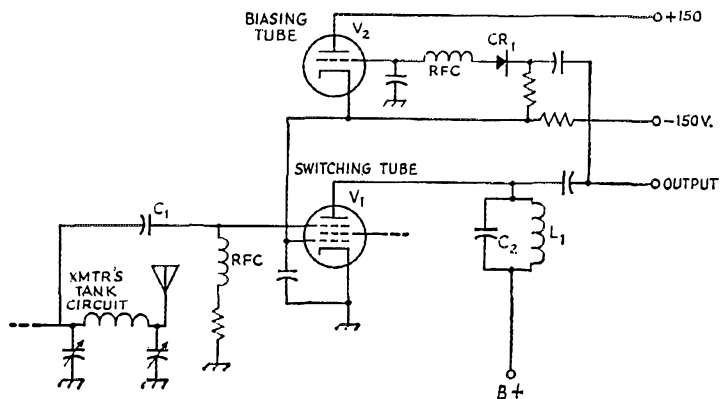 BIASING
TUBE
V2
+150
CR1
RFC
-150V.
SWITCHING TUBE
V1
OUTPUT
C1
RFC
C2
L1
XMTR'S
TANK
CIRCUIT
B+